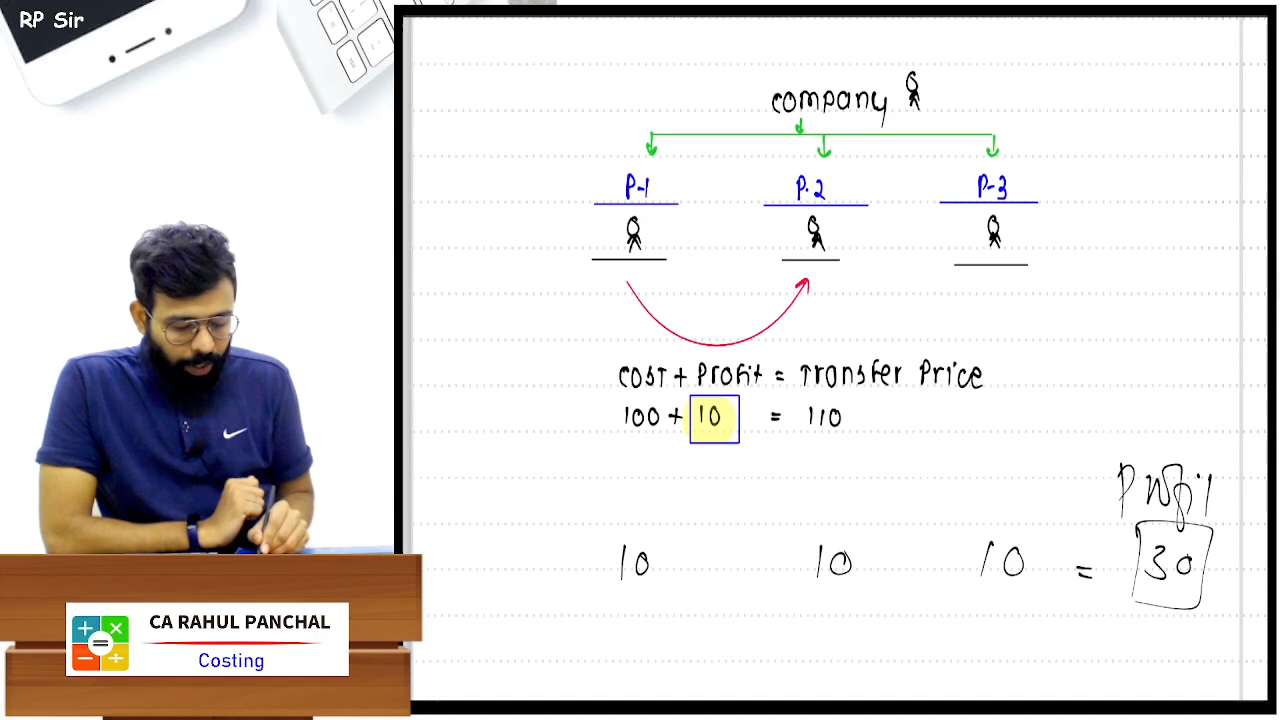 RP Sir
company
P-1 P-2 P-3
cost + Profit = Transfer Price
100 + 10 = 110
Profit
10 10 10 = 30
CA RAHUL PANCHAL
Costing